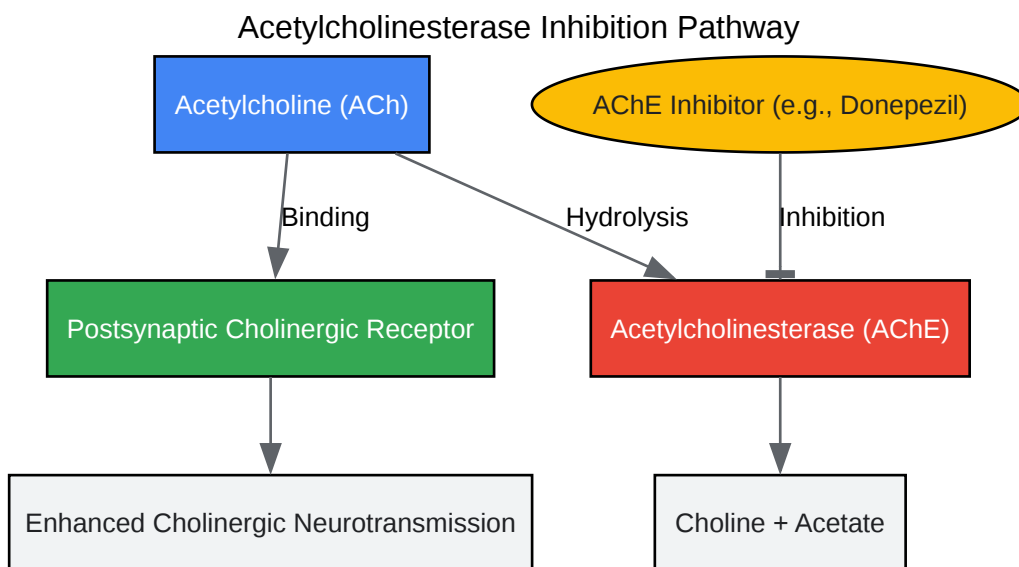 Acetylcholinesterase Inhibition Pathway
Acetylcholine (ACh)
AChE Inhibitor (e.g., Donepezil)
Binding
Hydrolysis
Inhibition
Postsynaptic Cholinergic Receptor
Acetylcholinesterase (AChE)
Enhanced Cholinergic Neurotransmission
Choline + Acetate